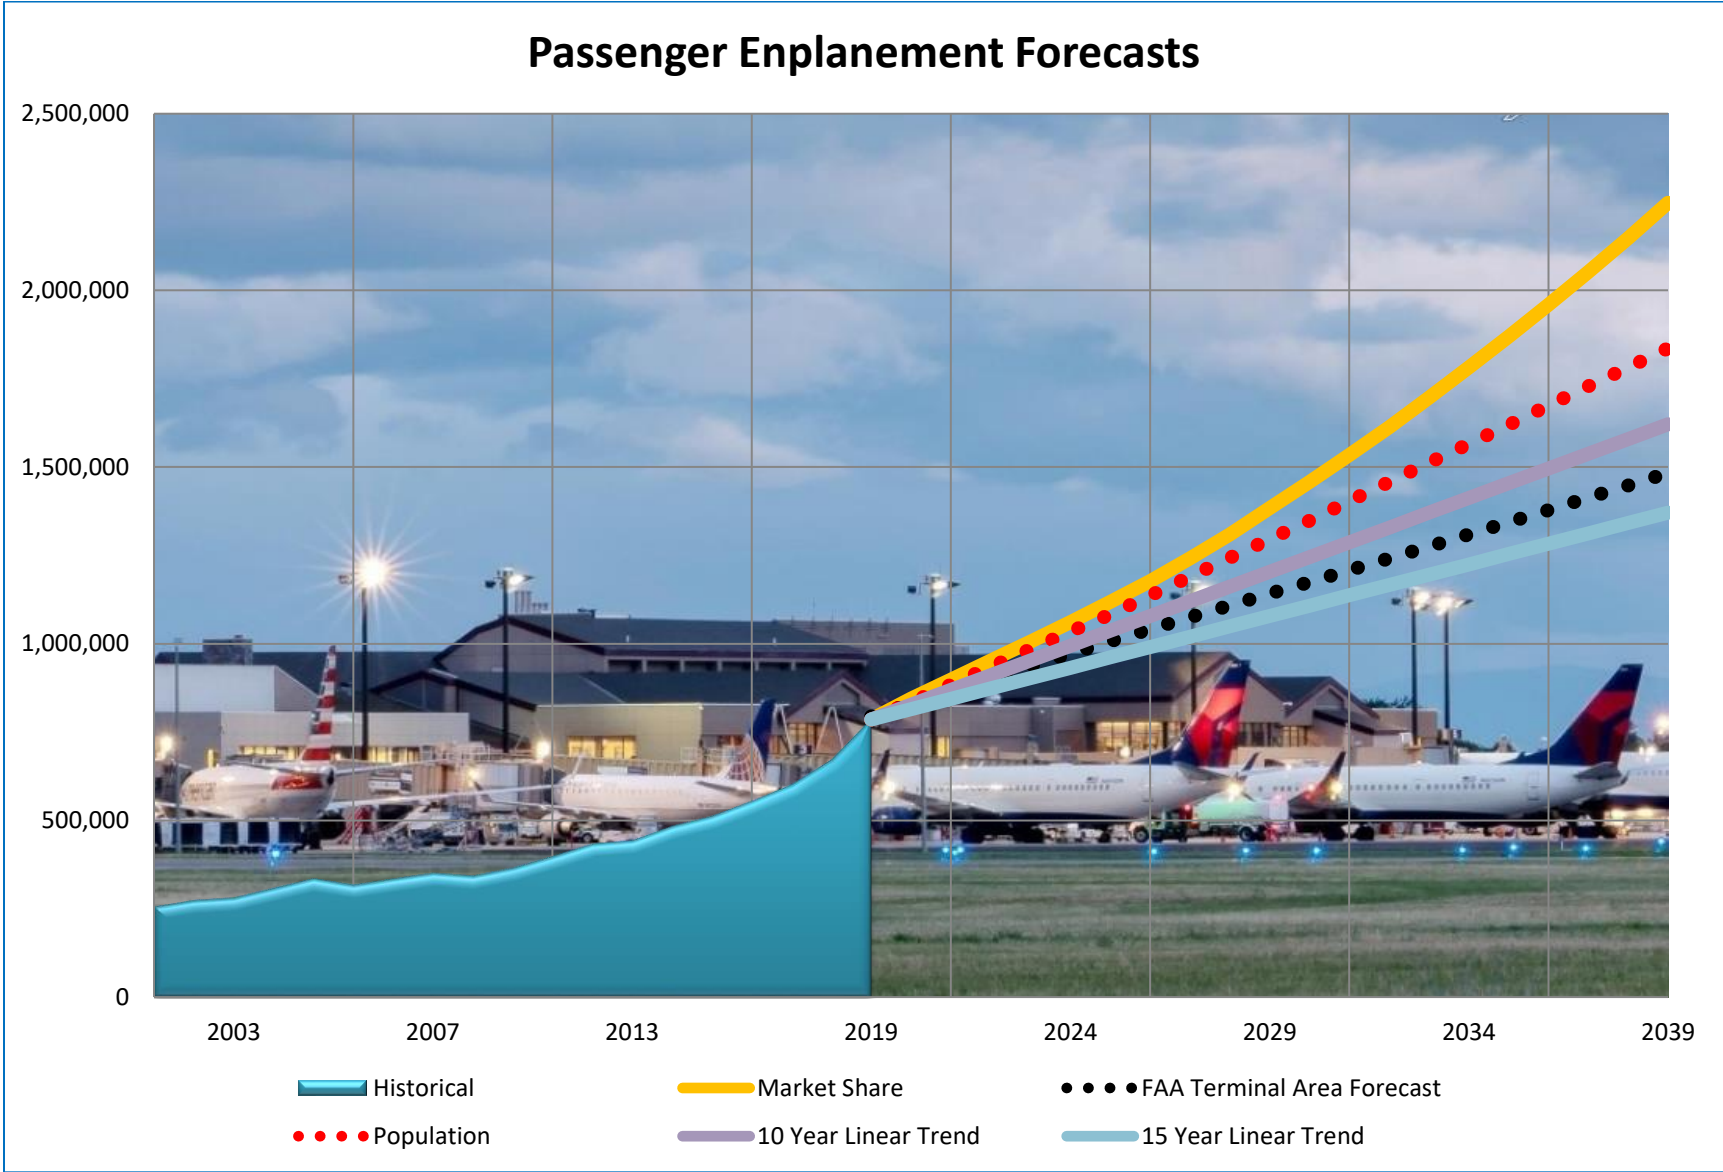 Passenger Enplanement Forecasts
2,500,000
2,000,000
1,500,000
1,000,000
500,000
0
2003 2007 2013 2019 2024 2029 2034 2039
Historical Market Share FAA Terminal Area Forecast
Population 10 Year Linear Trend 15 Year Linear Trend